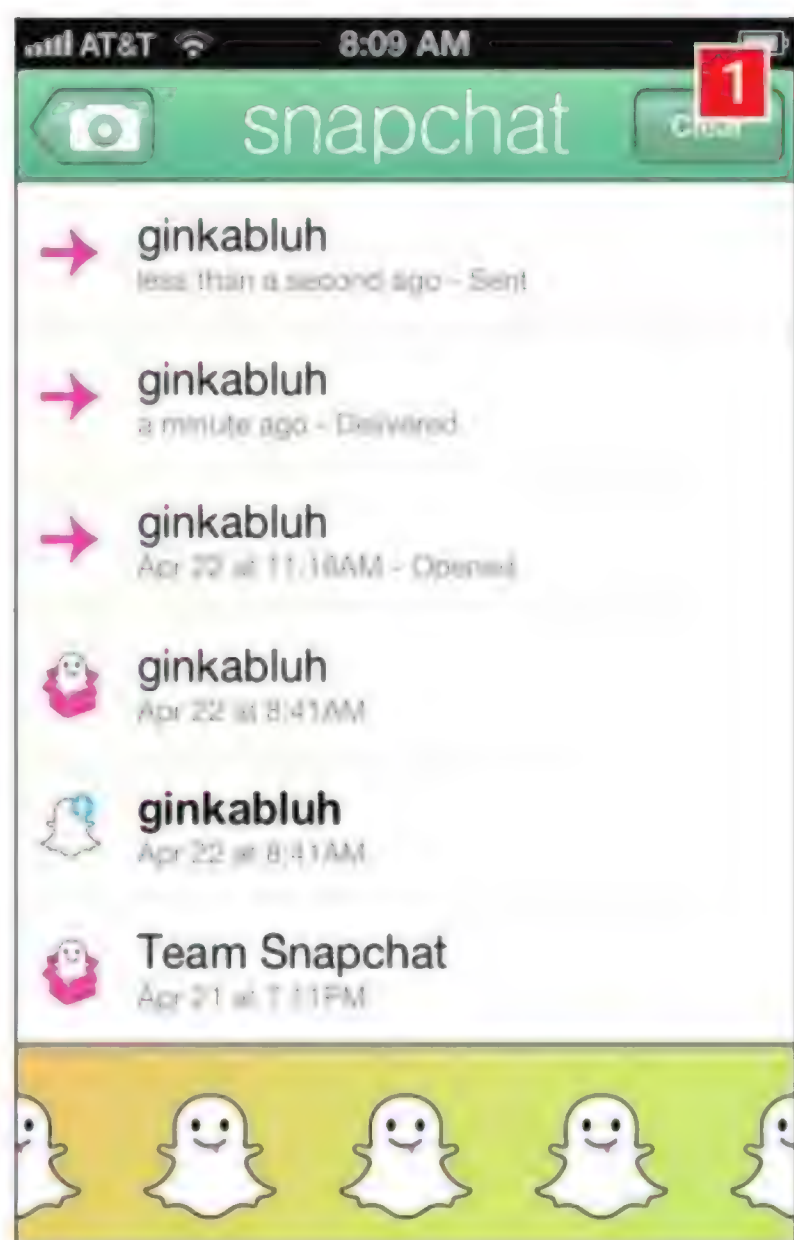 AT&T 8:09 AM
1
snapchat Clear
ginkabluh
less than a second ago - Sent
ginkabluh
a minute ago - Delivered
ginkabluh
Apr 22 at 11:16AM - Opened
ginkabluh
Apr 22 at 8:41AM
ginkabluh
Apr 22 at 8:41AM
Team Snapchat
Apr 21 at